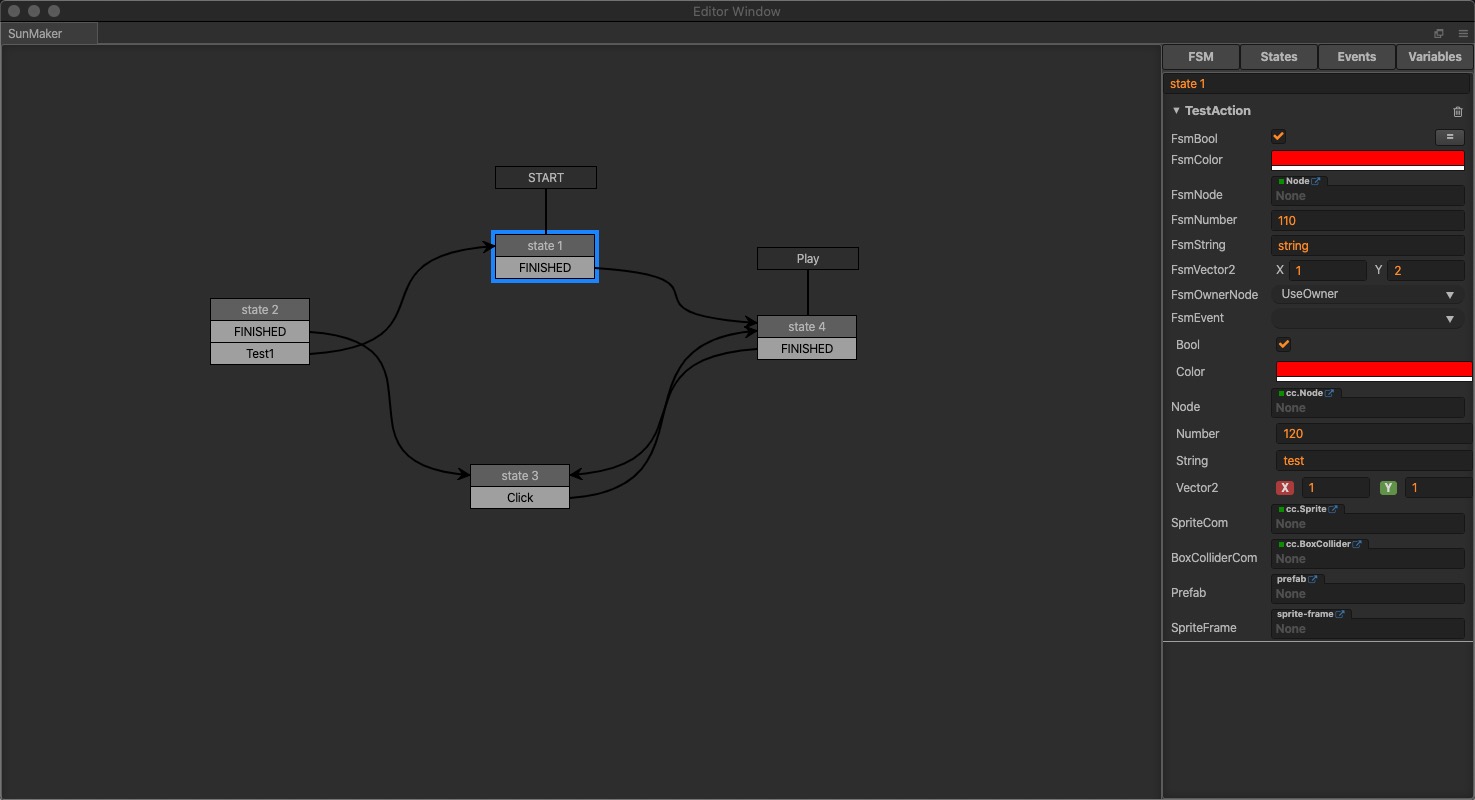 Editor Window
SunMaker
FSM States Events Variables
state 1
TestAction
FsmBool =
FsmColor
Node
FsmNode None
FsmNumber 110
FsmString string
FsmVector2 X 1 Y 2
FsmOwnerNode UseOwner
FsmEvent
Bool
Color
cc.Node
Node None
Number 120
String test
Vector2 X 1 Y 1
cc.Sprite
SpriteCom None
cc.BoxCollider
BoxColliderCom None
prefab
Prefab None
sprite-frame
SpriteFrame None
START
state 1
FINISHED
Play
state 4
FINISHED
state 2
FINISHED
Test1
state 3
Click